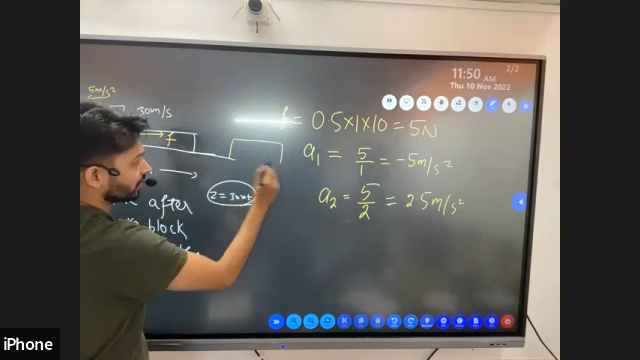 11:50 AM
2/2
Thu 10 Nov 2022
5m/s²
30m/s
f
f = 0.5×1×10 = 5N
a₁ = 5/1 = -5m/s²
a₂ = 5/2 = 2.5m/s²
after
block
iPhone